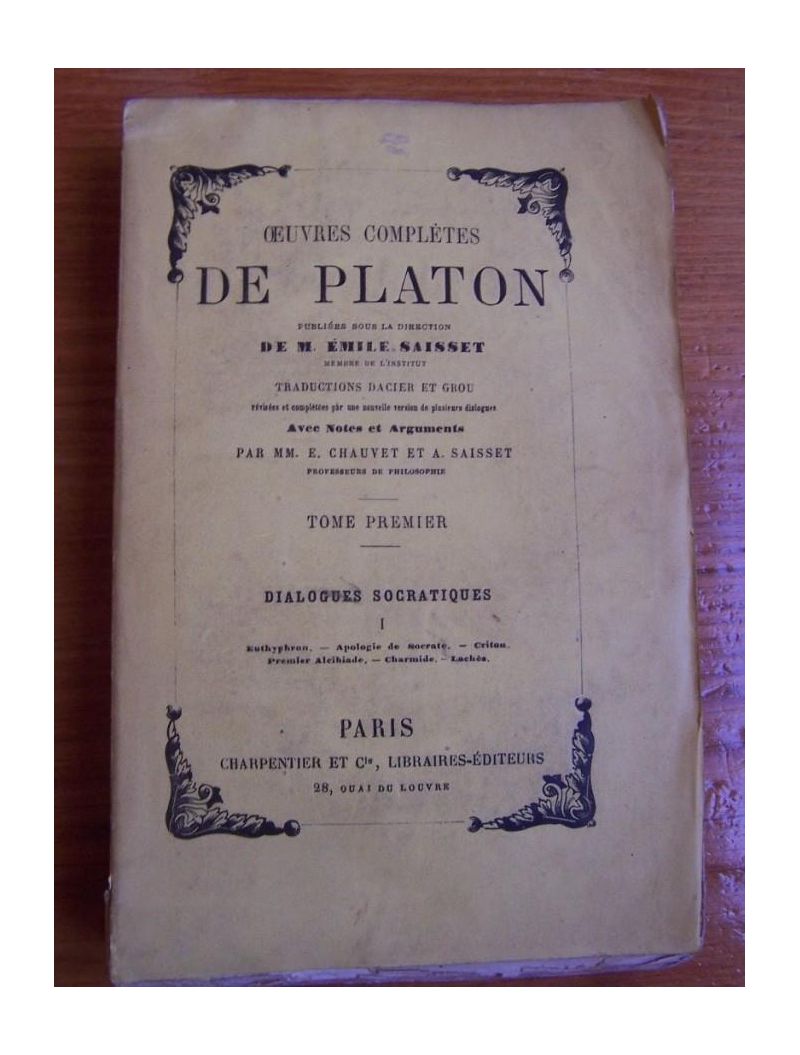 ŒUVRES COMPLÈTES
DE PLATON
PUBLIÉES SOUS LA DIRECTION
DE M. ÉMILE SAISSET
MEMBRE DE L'INSTITUT
TRADUCTIONS DACIER ET GROU
révisées et complétées par une nouvelle version de plusieurs dialogues
Avec Notes et Arguments
PAR MM. E. CHAUVET ET A. SAISSET
PROFESSEURS DE PHILOSOPHIE
TOME PREMIER
DIALOGUES SOCRATIQUES
I
Euthyphron. — Apologie de Socrate. — Criton.
Premier Alcibiade. — Charmide. — Lachès.
PARIS
CHARPENTIER ET Cie, LIBRAIRES-ÉDITEURS
28, QUAI DU LOUVRE